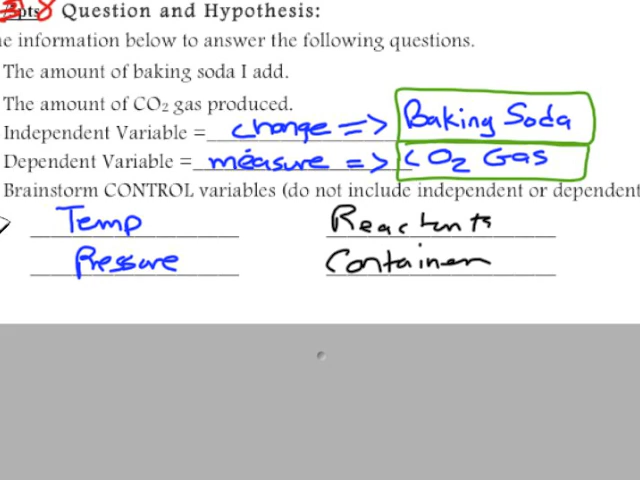 pts 8 Question and Hypothesis:
e information below to answer the following questions.
The amount of baking soda I add.
The amount of CO₂ gas produced.
Independent Variable = change => Baking Soda
Dependent Variable = measure => CO₂ Gas
Brainstorm CONTROL variables (do not include independent or dependent
Temp Reactants
Pressure Container